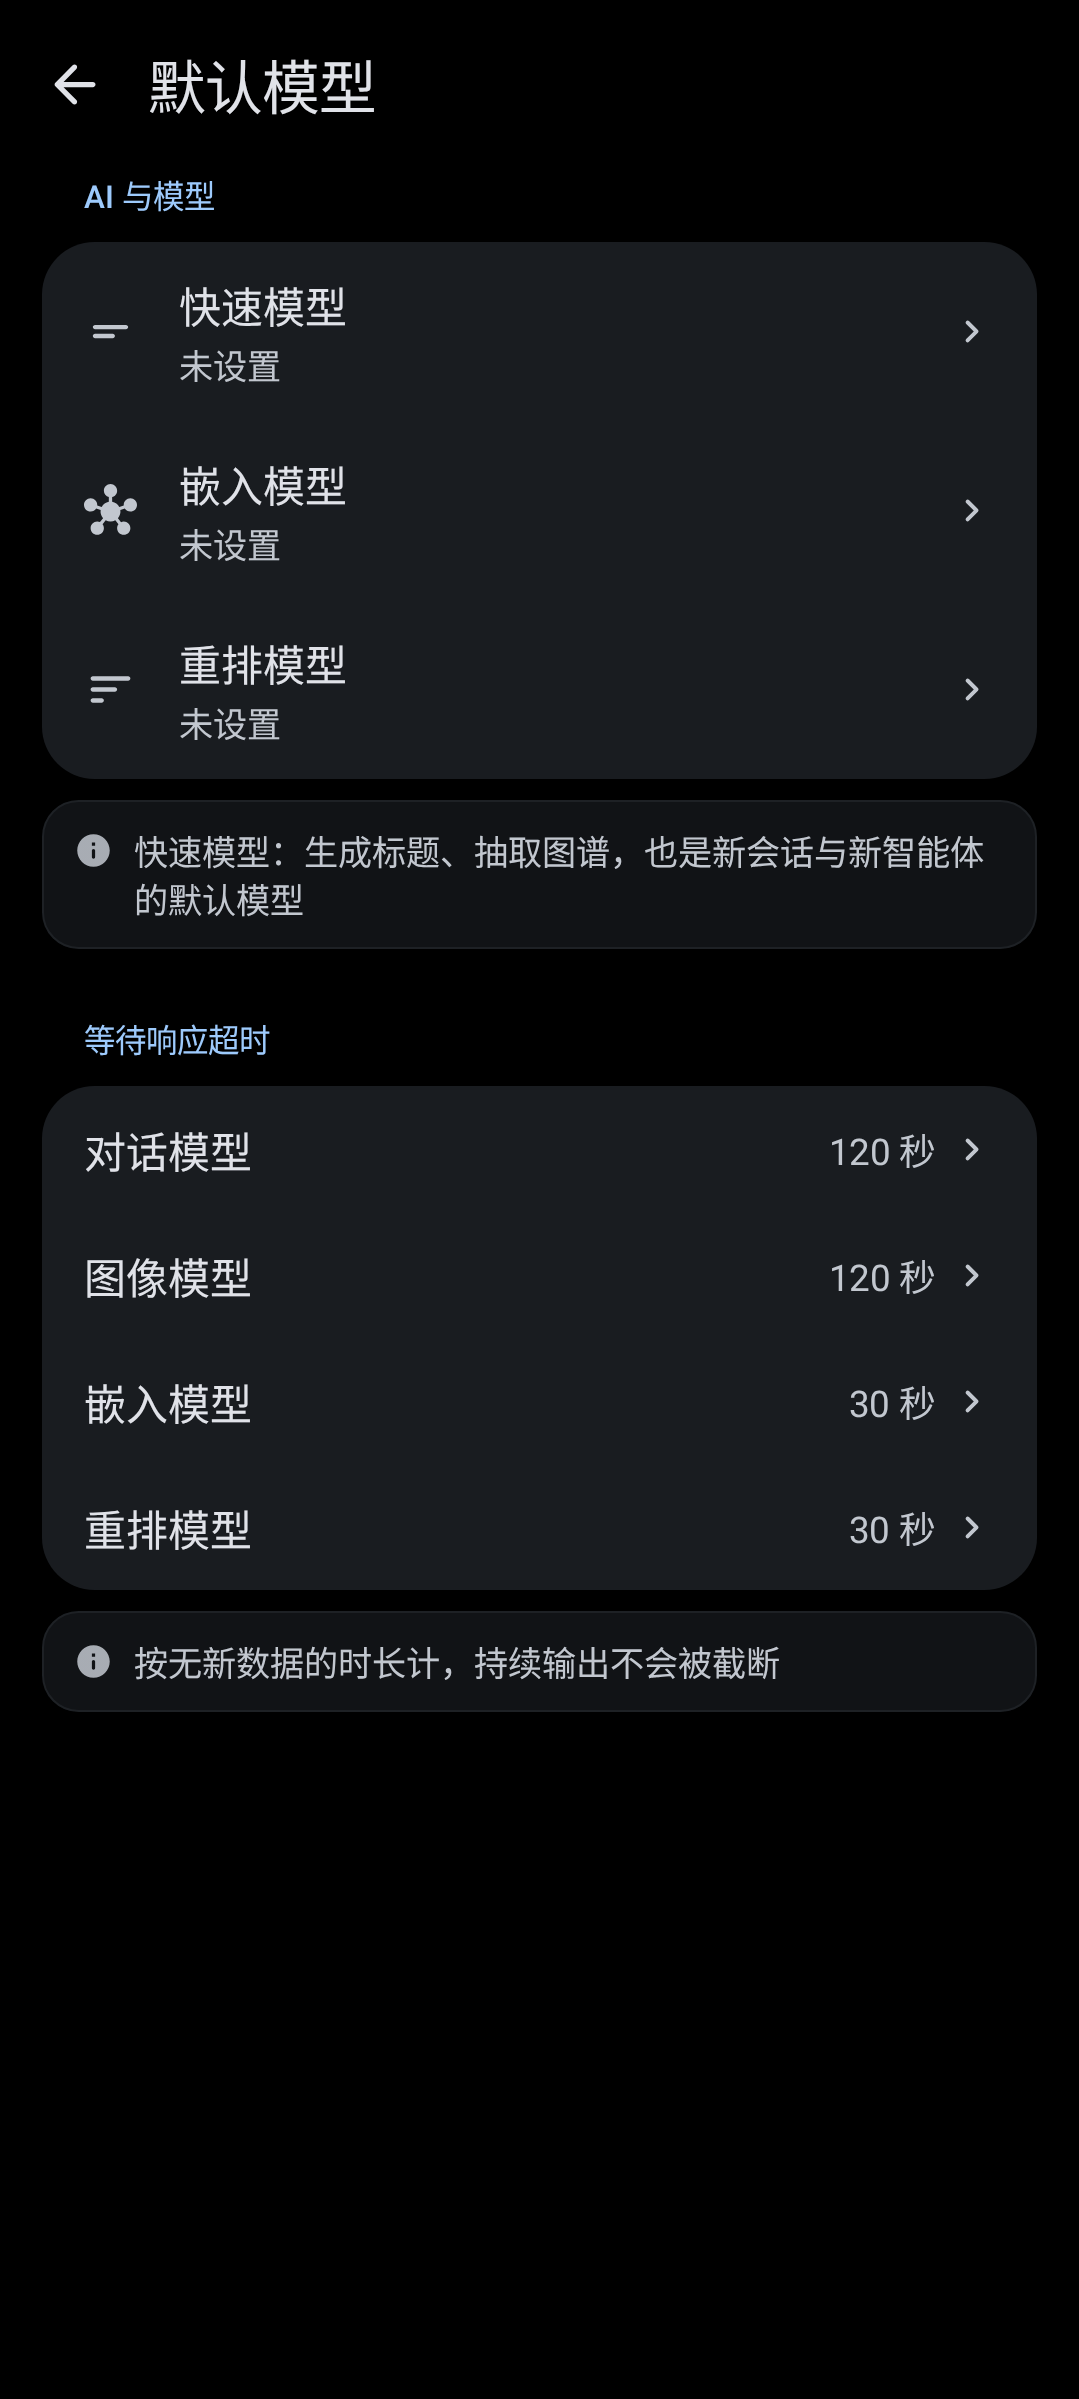 默认模型
AI 与模型
快速模型
未设置
嵌入模型
未设置
重排模型
未设置
快速模型：生成标题、抽取图谱，也是新会话与新智能体
的默认模型
等待响应超时
对话模型 120 秒
图像模型 120 秒
嵌入模型 30 秒
重排模型 30 秒
按无新数据的时长计，持续输出不会被截断